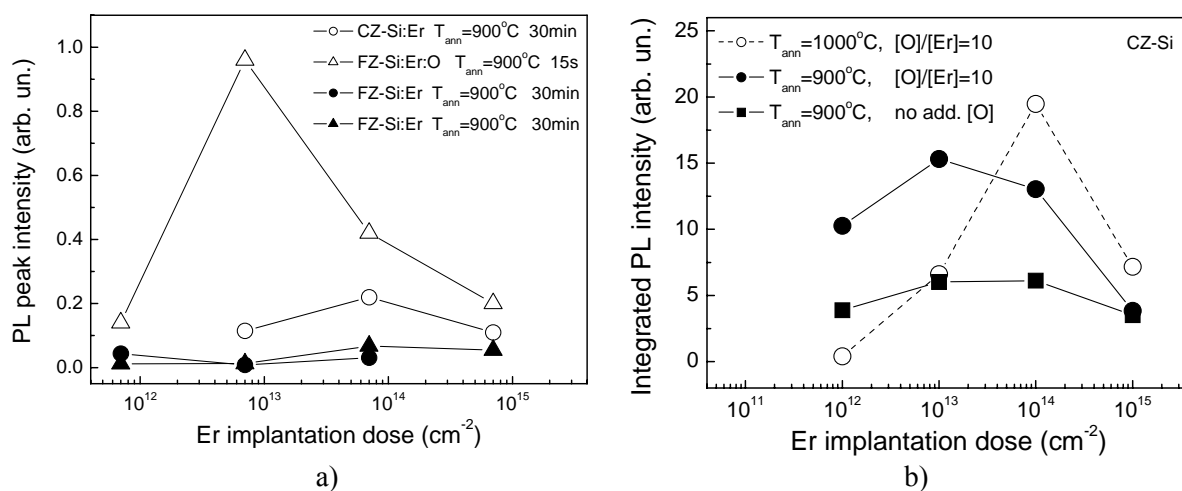 CZ-Si:Er T_ann=900°C 30min
FZ-Si:Er:O T_ann=900°C 15s
FZ-Si:Er T_ann=900°C 30min
FZ-Si:Er T_ann=900°C 30min
1.0
0.8
0.6
0.4
0.2
0.0
PL peak intensity (arb. un.)
10^12
10^13
10^14
10^15
Er implantation dose (cm^-2)
a)
T_ann=1000°C, [O]/[Er]=10
CZ-Si
T_ann=900°C, [O]/[Er]=10
T_ann=900°C, no add. [O]
25
20
15
10
5
0
Integrated PL intensity (arb. un.)
10^11
10^12
10^13
10^14
10^15
Er implantation dose (cm^-2)
b)